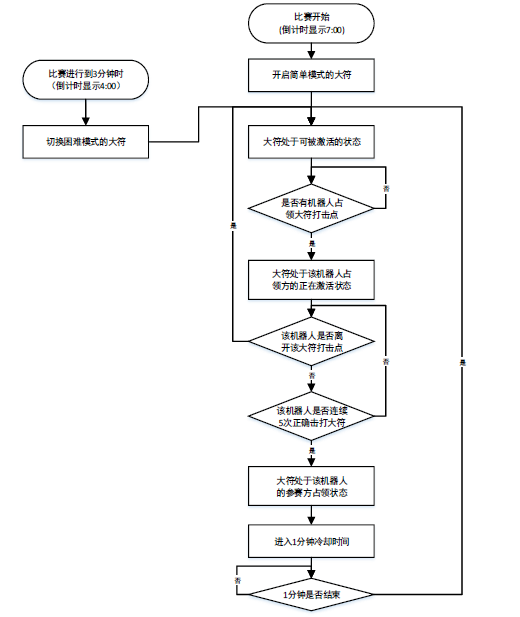 比赛开始
(倒计时显示7:00)
开启简单模式的大符
比赛进行到3分钟时
（倒计时显示4:00）
切换困难模式的大符
大符处于可被激活的状态
是否有机器人占
领大符打击点
否
是
是
大符处于该机器人占
领方的正在激活状态
该机器人是否离
开该大符打击点
否
否
是
该机器人是否连续
5次正确击打大符
是
大符处于该机器人
的参赛方占领状态
进入1分钟冷却时间
否
1分钟是否结束